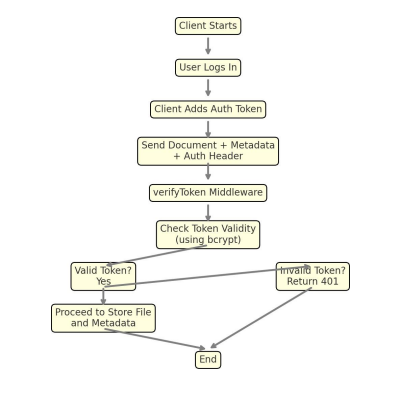 Client Starts
User Logs In
Client Adds Auth Token
Send Document + Metadata
+ Auth Header
verifyToken Middleware
Check Token Validity
(using bcrypt)
Valid Token?
Yes
Invalid Token?
Return 401
Proceed to Store File
and Metadata
End